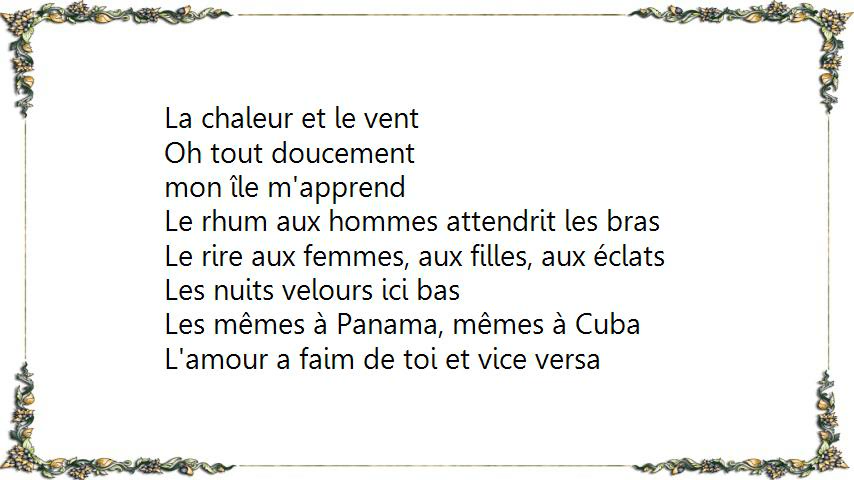 La chaleur et le vent
Oh tout doucement
mon île m'apprend
Le rhum aux hommes attendrit les bras
Le rire aux femmes, aux filles, aux éclats
Les nuits velours ici bas
Les mêmes à Panama, mêmes à Cuba
L'amour a faim de toi et vice versa